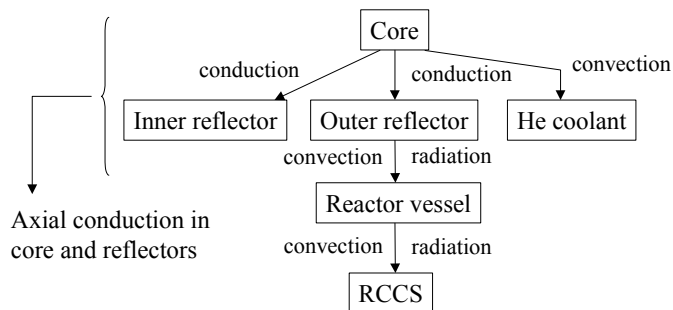 Core
conduction
conduction
convection
Inner reflector
Outer reflector
He coolant
convection
radiation
Reactor vessel
Axial conduction in
core and reflectors
convection
radiation
RCCS